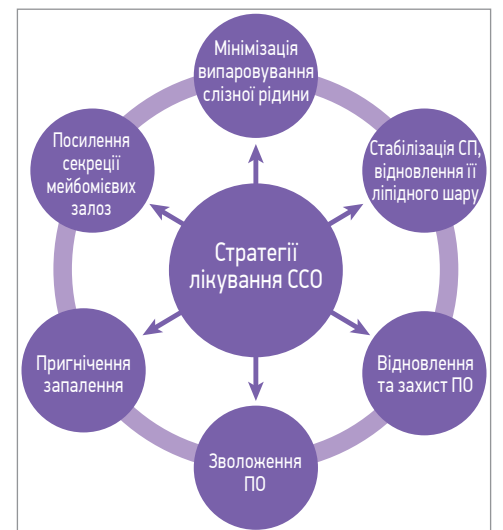 Мінімізація
випаровування
слізної рідини
Посилення
секреції
мейбомієвих
залоз
Стабілізація СП,
відновлення її
ліпідного шару
Стратегії
лікування ССО
Пригнічення
запалення
Відновлення
та захист ПО
Зволоження
ПО